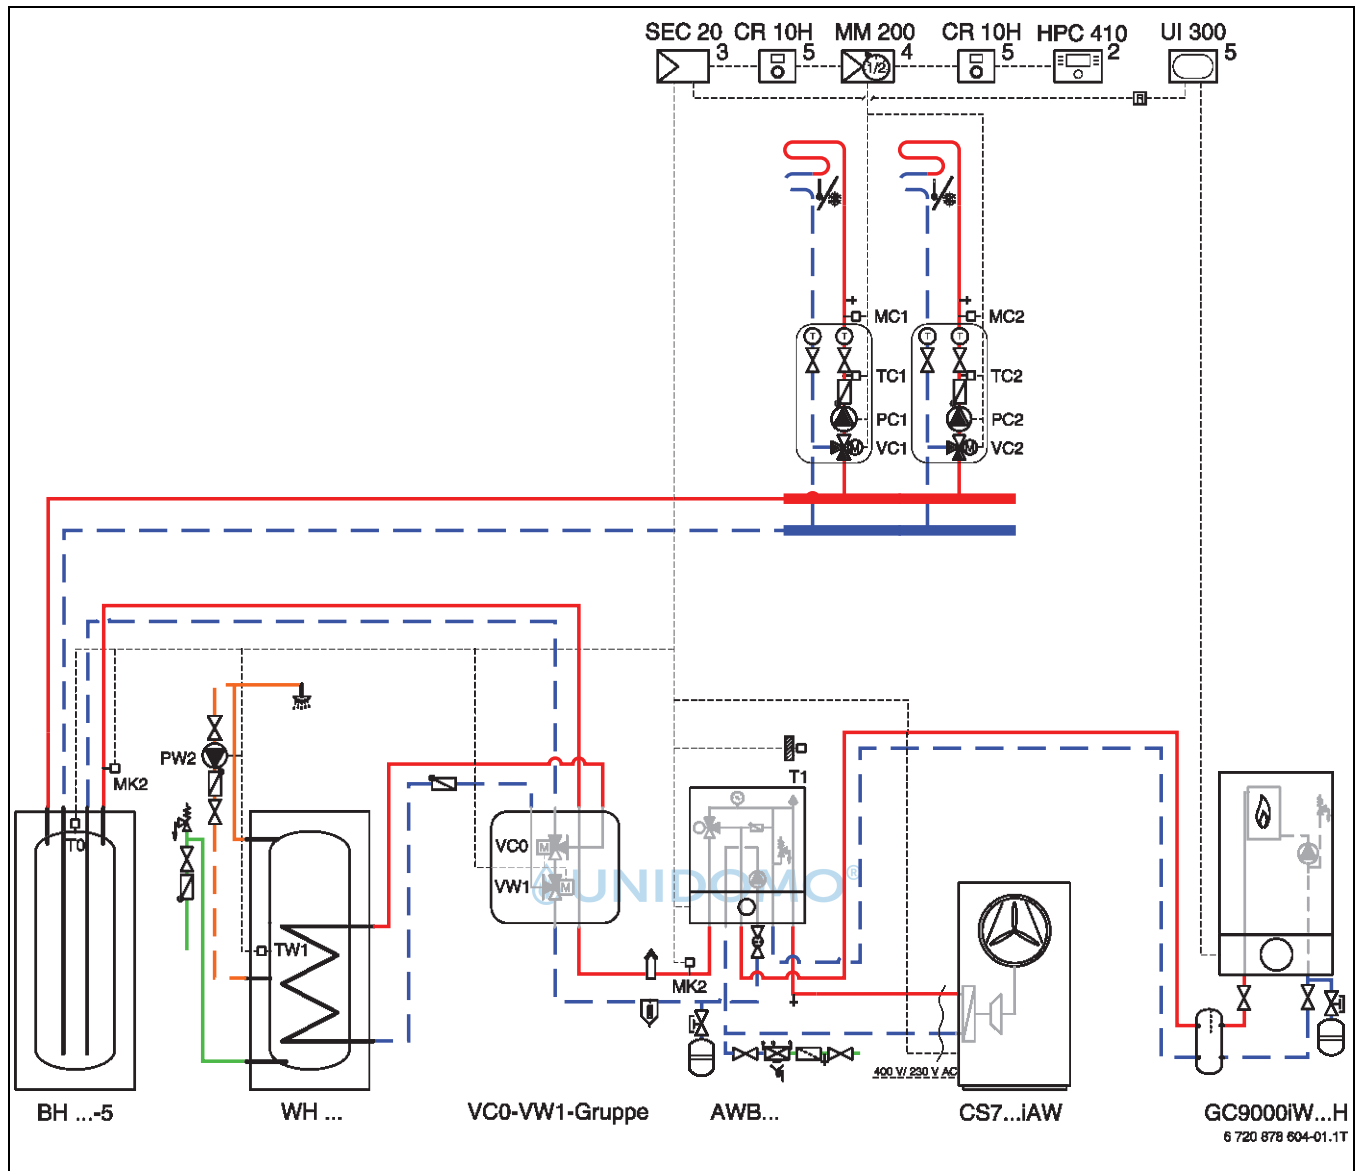 SEC 20 CR 10H MM 200 CR 10H HPC 410 UI 300
3 5 4 5 2 5
1/2
R
MC1 MC2
T T T T
TC1 TC2
PC1 PC2
M VC1 M VC2
PW2
MK2
T1
T0
VC0 M
VW1 M
UNIDOMO®
TW1
MK2
400 V/ 230 V AC
BH ...-5 WH ... VC0-VW1-Gruppe AWB... CS7...iAW GC9000iW...H
6 720 878 604-01.1T